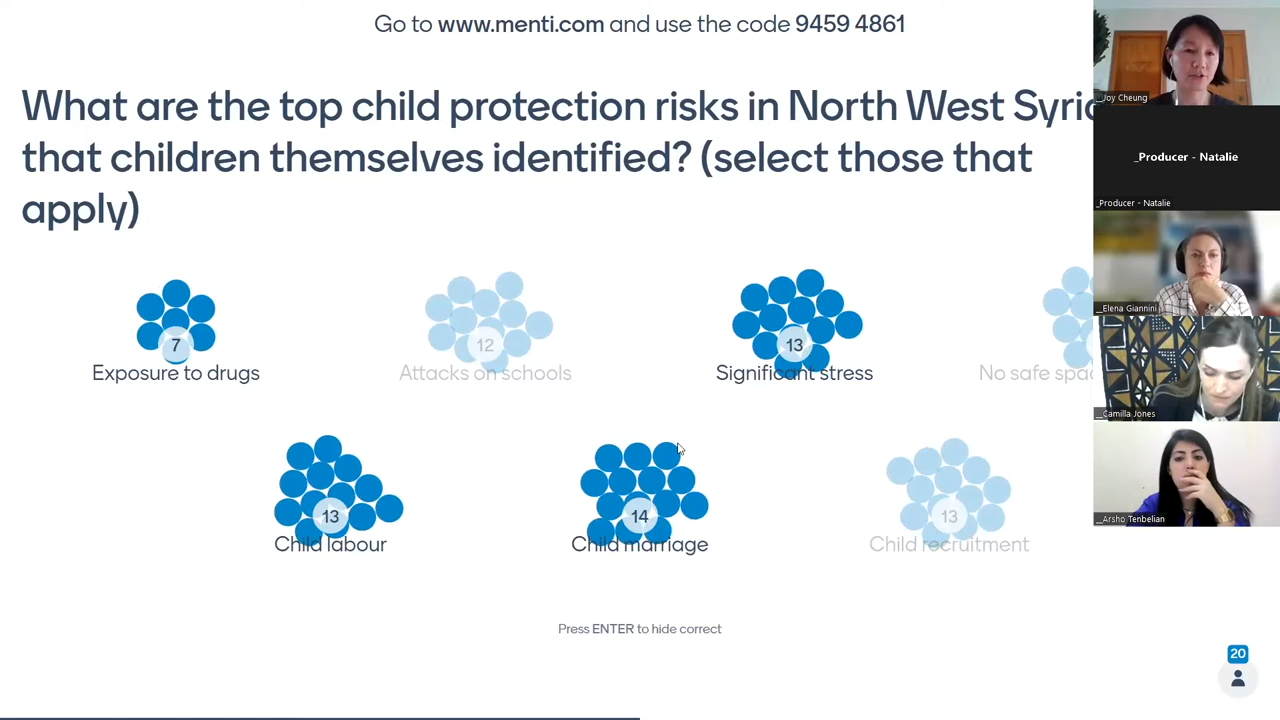 Go to www.menti.com and use the code 9459 4861
What are the top child protection risks in North West Syria
that children themselves identified? (select those that
apply)
7
12
13
Exposure to drugs
Attacks on schools
Significant stress
No safe
13
14
13
Child labour
Child marriage
Child recruitment
Press ENTER to hide correct
20
_Joy Cheung
_Producer - Natalie
_Producer - Natalie
_Elena Giannini
_Camilla Jones
_Arsho Tenbelian